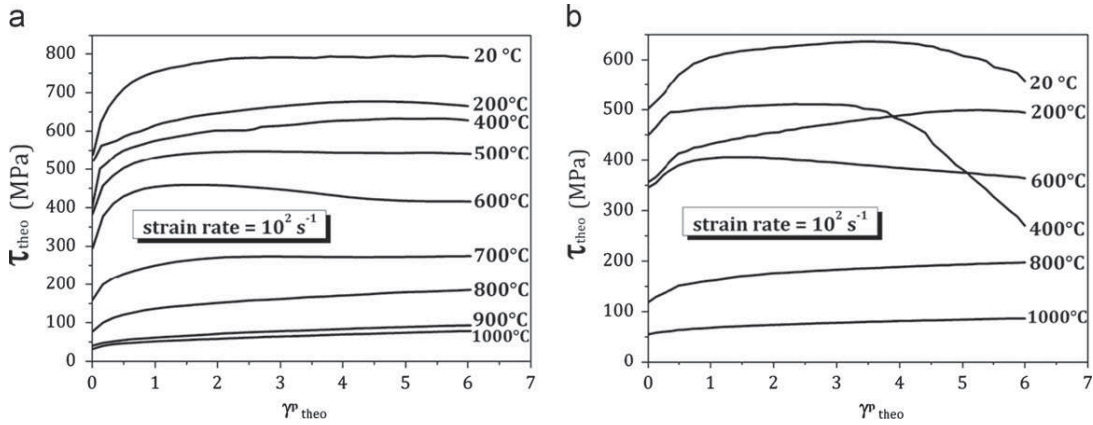 a
τtheo (MPa)
800
700
600
500
400
300
200
100
0
20 °C
200°C
400°C
500°C
600°C
700°C
800°C
900°C
1000°C
strain rate = 10² s⁻¹
0 1 2 3 4 5 6 7
γᵖtheo
b
τtheo (MPa)
600
500
400
300
200
100
0
20 °C
200°C
600°C
400°C
800°C
1000°C
strain rate = 10² s⁻¹
0 1 2 3 4 5 6 7
γᵖtheo